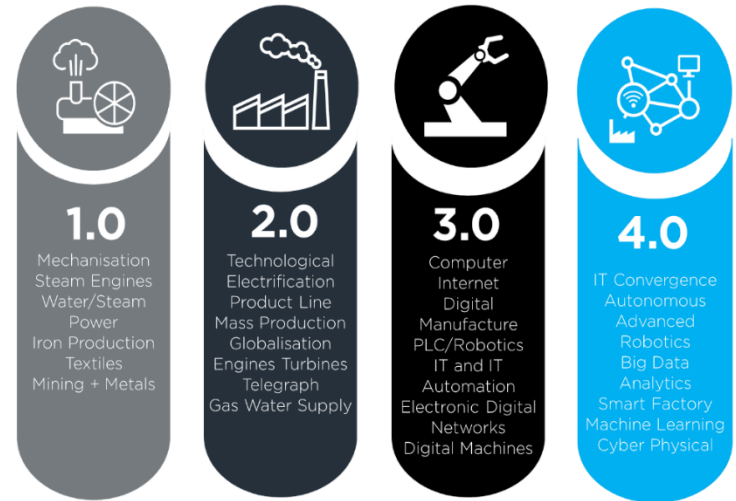 1.0
Mechanisation
Steam Engines
Water/Steam
Power
Iron Production
Textiles
Mining + Metals
2.0
Technological
Electrification
Product Line
Mass Production
Globalisation
Engines Turbines
Telegraph
Gas Water Supply
3.0
Computer
Internet
Digital
Manufacture
PLC/Robotics
IT and IT
Automation
Electronic Digital
Networks
Digital Machines
4.0
IT Convergence
Autonomous
Advanced
Robotics
Big Data
Analytics
Smart Factory
Machine Learning
Cyber Physical